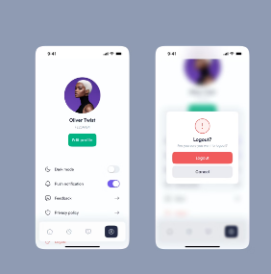 9:41
Oliver Twist
Edit profile
Dark mode
Push notification
Feedback
Privacy policy
9:41
Logout?
Logout
Cancel